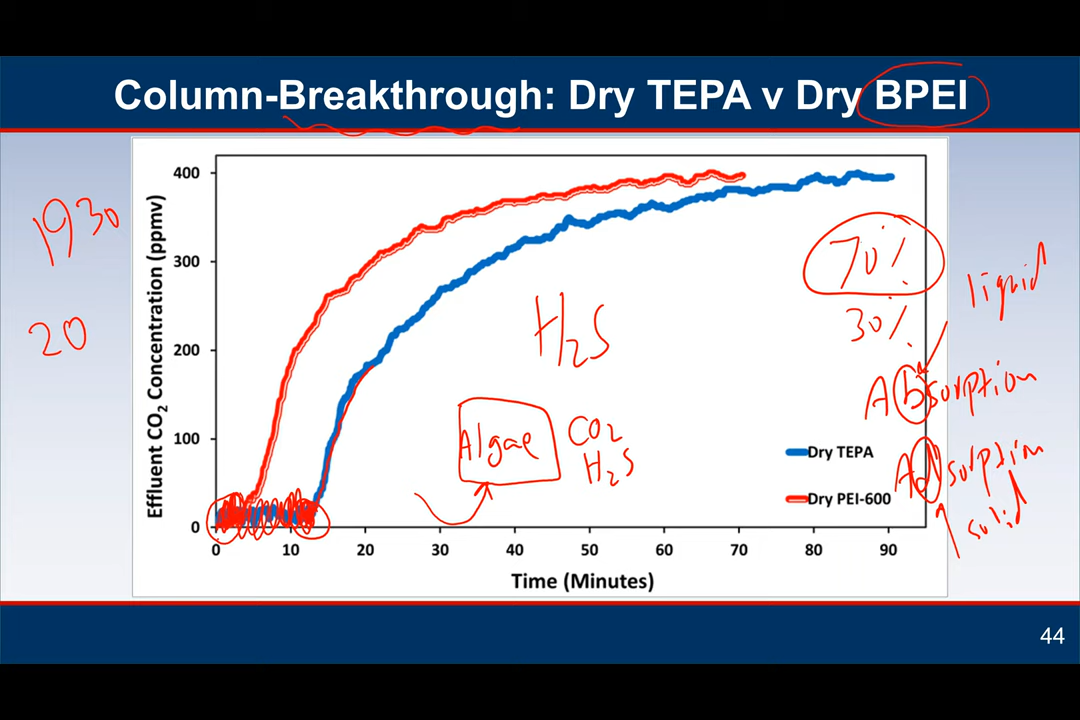 Column-Breakthrough: Dry TEPA v Dry BPEI
Effluent CO₂ Concentration (ppmv)
400
300
200
100
0
0 10 20 30 40 50 60 70 80 90
Time (Minutes)
Dry TEPA
Dry PEI-600
1930
20
H₂S
Algae
CO₂
H₂S
70%
30%
liquid
Absorption
Adsorption
solid
44